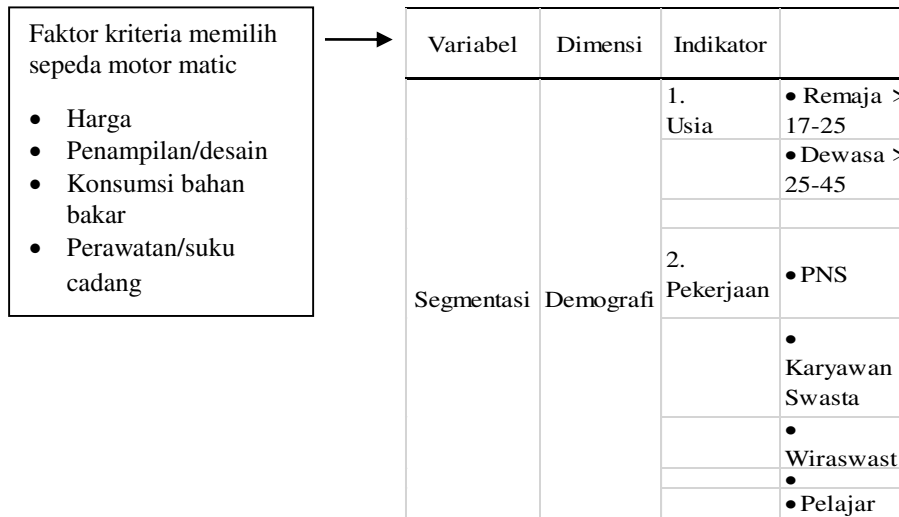 Faktor kriteria memilih
sepeda motor matic
• Harga
• Penampilan/desain
• Konsumsi bahan
bakar
• Perawatan/suku
cadang
Variabel Dimensi Indikator
Segmentasi Demografi
1.
Usia
• Remaja >
17-25
• Dewasa >
25-45
2.
Pekerjaan
• PNS
•
Karyawan
Swasta
•
Wiraswast
•
• Pelajar